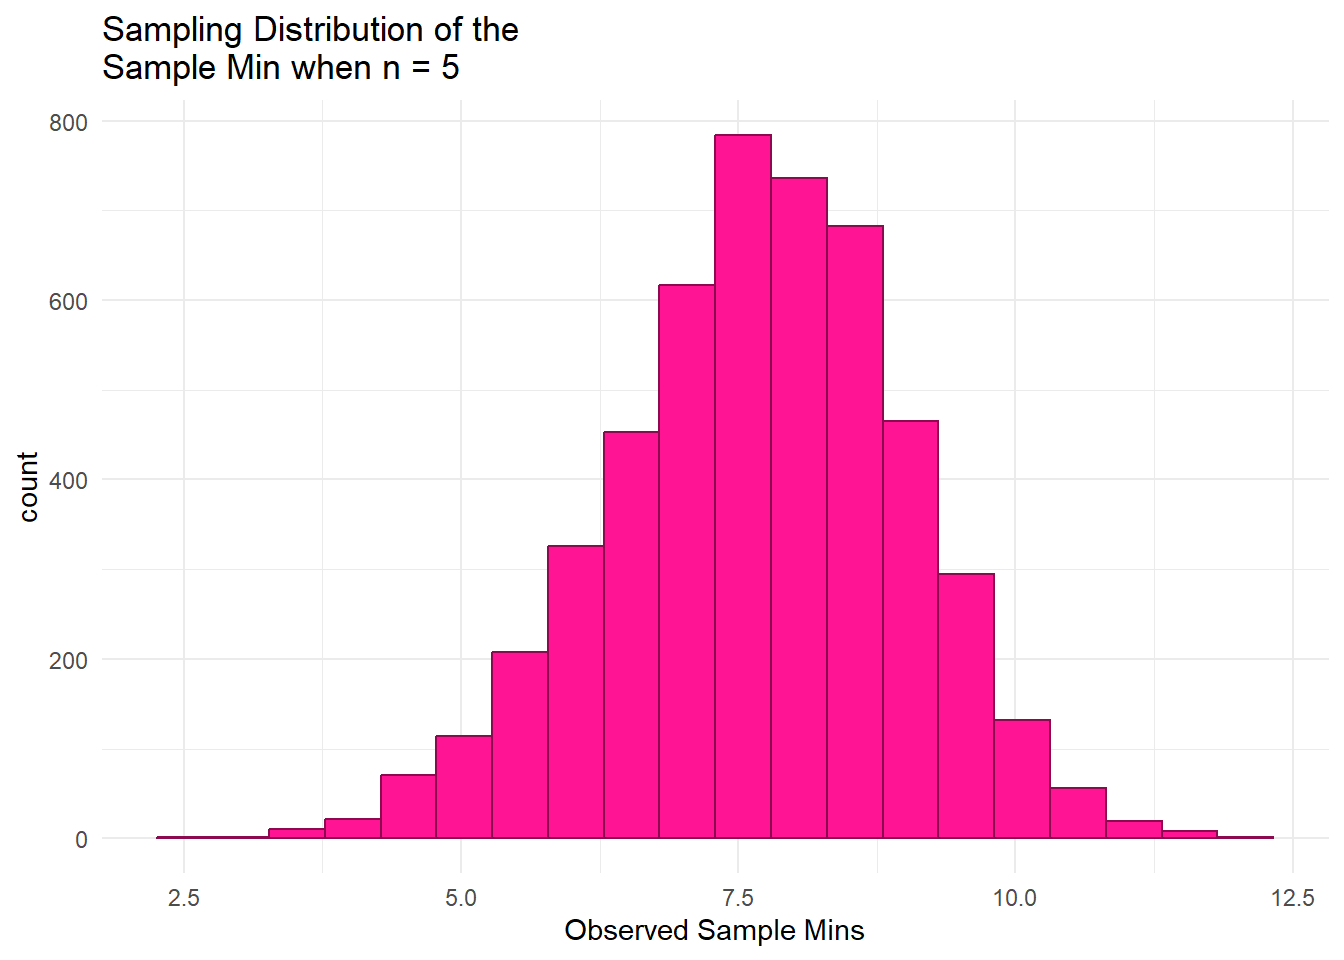 Sampling Distribution of the
Sample Min when n = 5
800
600
400
200
0
count
2.5 5.0 7.5 10.0 12.5
Observed Sample Mins